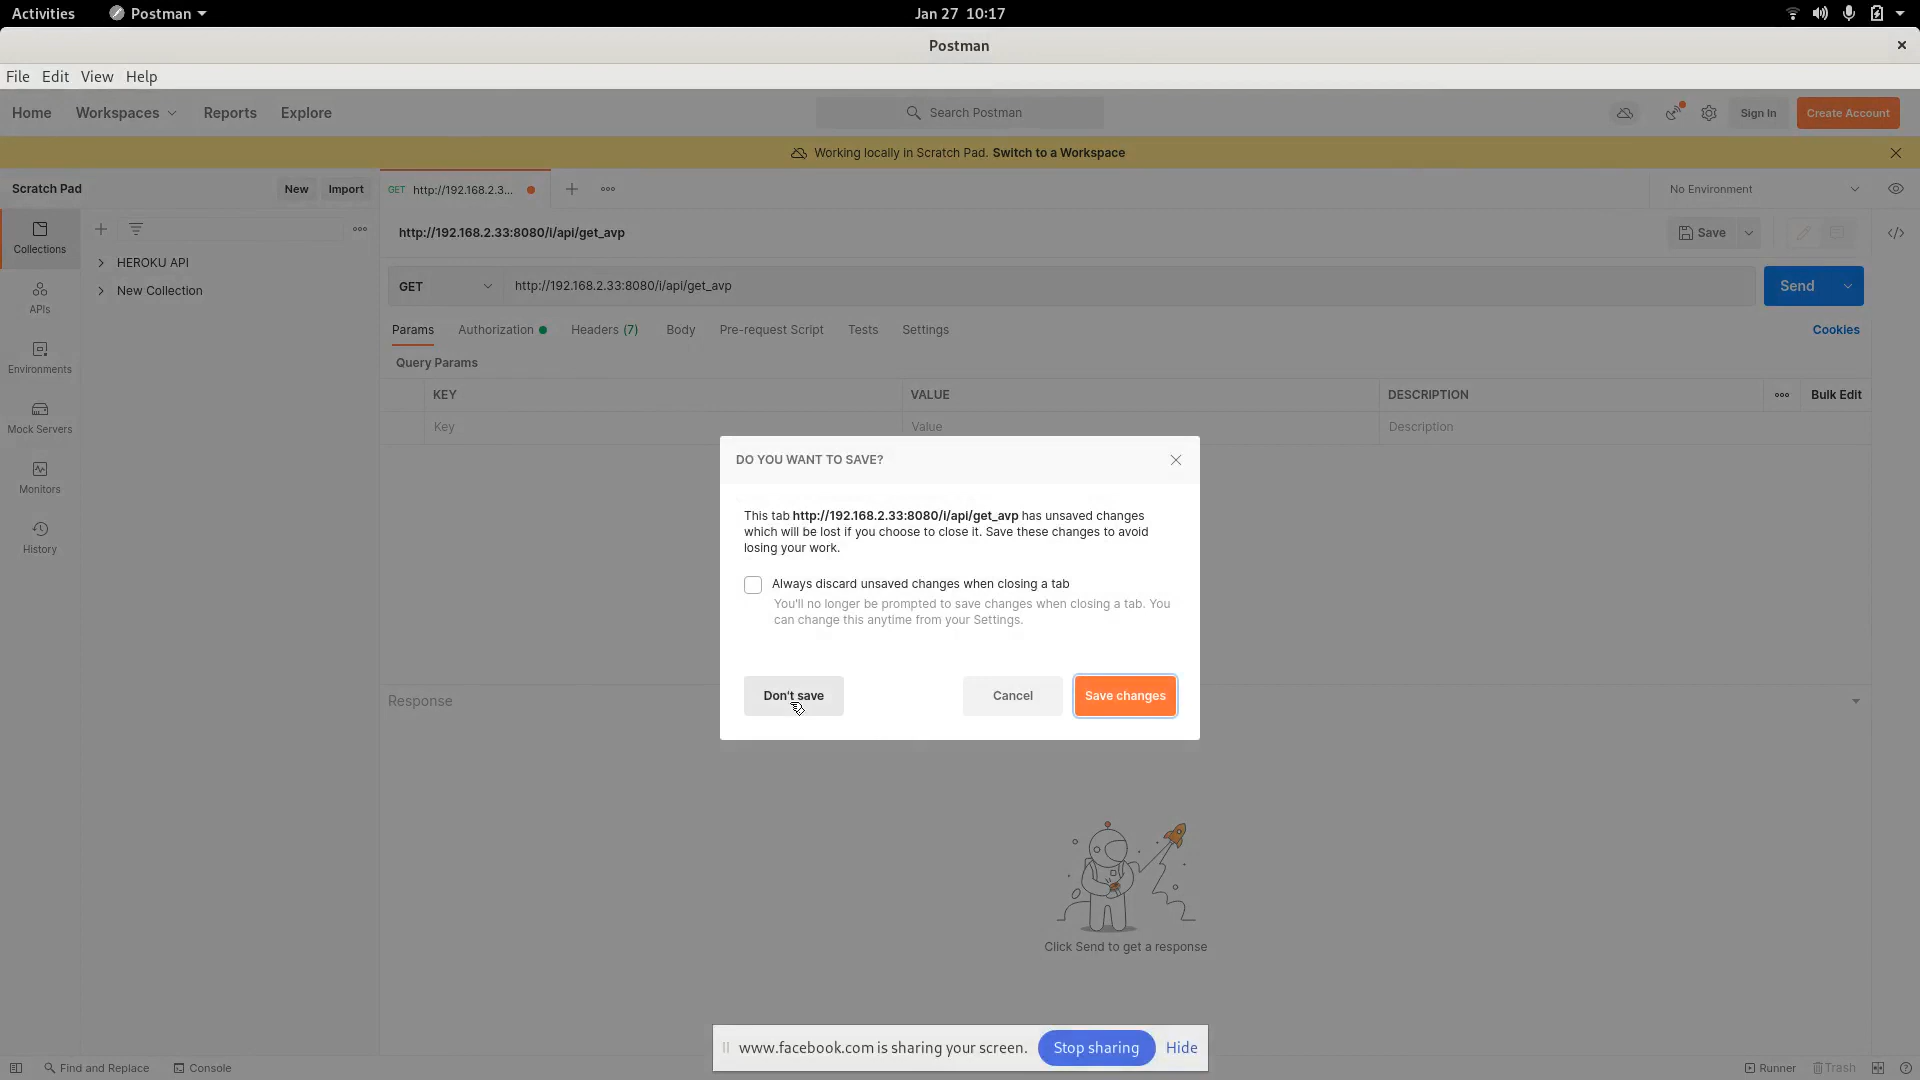 Activities Postman Jan 27 10:17
Postman
File Edit View Help
Home Workspaces Reports Explore Search Postman Sign In Create Account
Working locally in Scratch Pad. Switch to a Workspace
Scratch Pad New Import GET http://192.168.2.3... No Environment
Collections
http://192.168.2.33:8080/i/api/get_avp Save
HEROKU API
GET http://192.168.2.33:8080/i/api/get_avp Send
New Collection
APIs
Params Authorization Headers (7) Body Pre-request Script Tests Settings Cookies
Environments
Query Params
KEY VALUE DESCRIPTION Bulk Edit
Mock Servers
Key Value Description
Monitors
History
DO YOU WANT TO SAVE?
This tab http://192.168.2.33:8080/i/api/get_avp has unsaved changes
which will be lost if you choose to close it. Save these changes to avoid
losing your work.
Always discard unsaved changes when closing a tab
You'll no longer be prompted to save changes when closing a tab. You
can change this anytime from your Settings.
Don't save Cancel Save changes
Response
Click Send to get a response
www.facebook.com is sharing your screen. Stop sharing Hide
Find and Replace Console Runner Trash